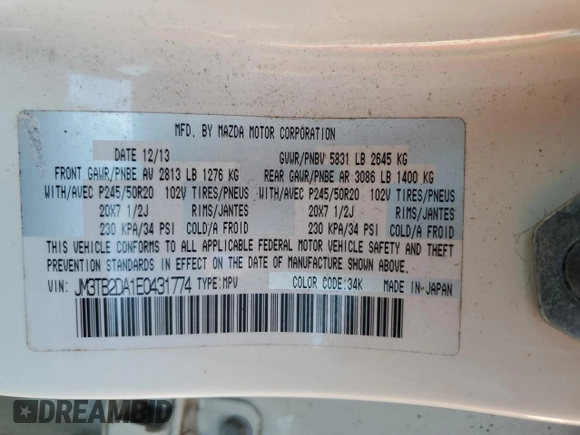 MFD. BY MAZDA MOTOR CORPORATION
DATE 12/13 GVWR/PNBV 5831 LB 2645 KG
FRONT GAWR/PNBE AV 2813 LB 1276 KG REAR GAWR/PNBE AR 3086 LB 1400 KG
WITH/AVEC P245/50R20 102V TIRES/PNEUS WITH/AVEC P245/50R20 102V TIRES/PNEUS
20X7 1/2J RIMS/JANTES 20X7 1/2J RIMS/JANTES
230 KPA/34 PSI COLD/A FROID 230 KPA/34 PSI COLD/A FROID
THIS VEHICLE CONFORMS TO ALL APPLICABLE FEDERAL MOTOR VEHICLE SAFETY AND THEFT
PREVENTION STANDARDS IN EFFECT ON THE DATE OF MANUFACTURE SHOWN ABOVE.
VIN: JM3TB2DA1E0431774 TYPE:MPV COLOR CODE:34K MADE IN JAPAN
DREAMBID